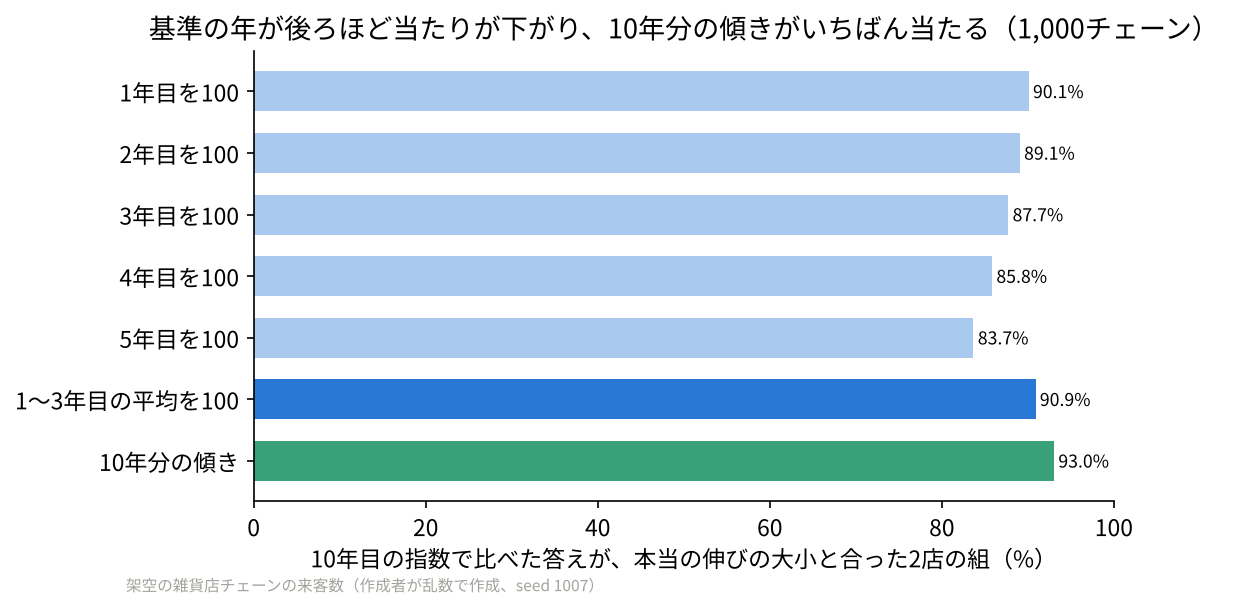 基準の年が後ろほど当たりが下がり、10年分の傾きがいちばん当たる（1,000チェーン）
1年目を100
90.1%
2年目を100
89.1%
3年目を100
87.7%
4年目を100
85.8%
5年目を100
83.7%
1～3年目の平均を100
90.9%
10年分の傾き
93.0%
0 20 40 60 80 100
10年目の指数で比べた答えが、本当の伸びの大小と合った2店の組（%）
架空の雑貨店チェーンの来客数（作成者が乱数で作成、seed 1007）